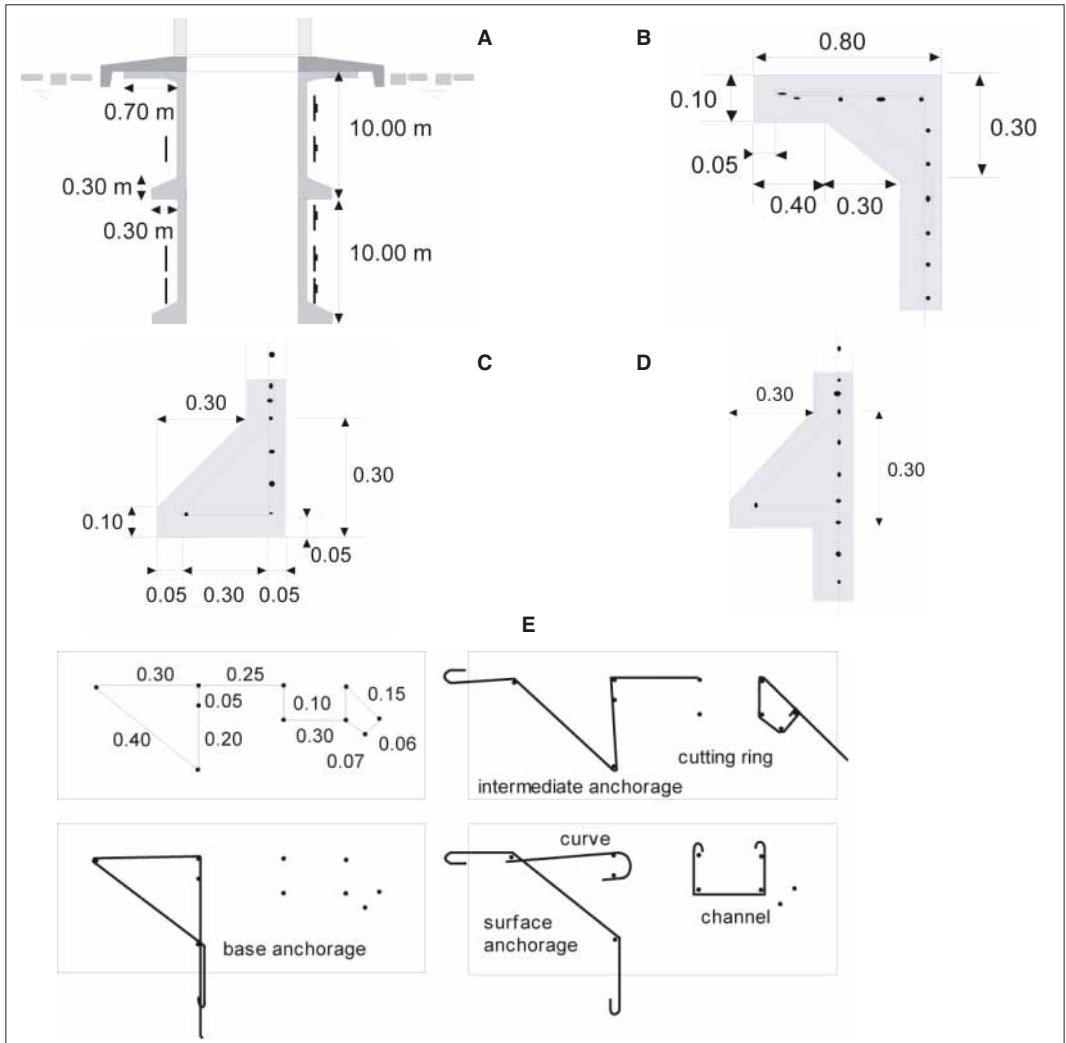 A
0.70 m
10.00 m
0.30 m
0.30 m
10.00 m
B
0.80
0.10
0.30
0.05
0.40 0.30
C
0.30
0.30
0.10
0.05
0.05 0.30 0.05
D
0.30
0.30
E
0.30 0.25
0.05
0.15
0.10
0.40
0.20
0.30
0.06
0.07
cutting ring
intermediate anchorage
base anchorage
curve
surface
anchorage
channel